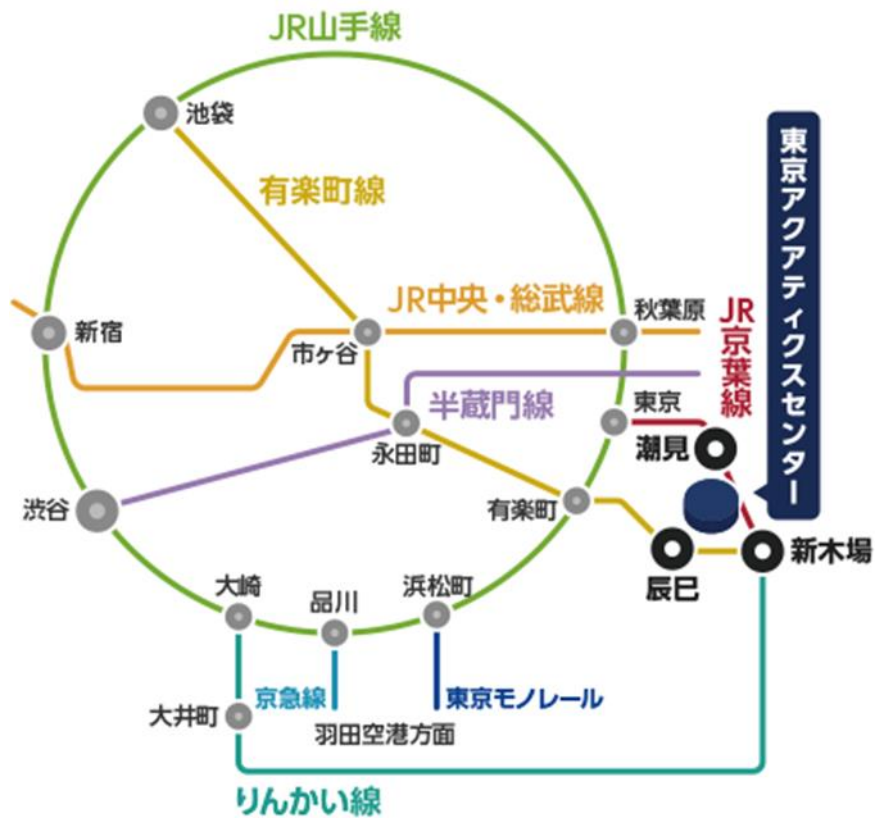 JR山手線
池袋
有楽町線
東京アクアティクスセンター
JR中央・総武線
秋葉原
JR京葉線
新宿
市ヶ谷
半蔵門線
東京
潮見
永田町
渋谷
有楽町
新木場
辰巳
大崎
品川
浜松町
京急線
東京モノレール
大井町
羽田空港方面
りんかい線